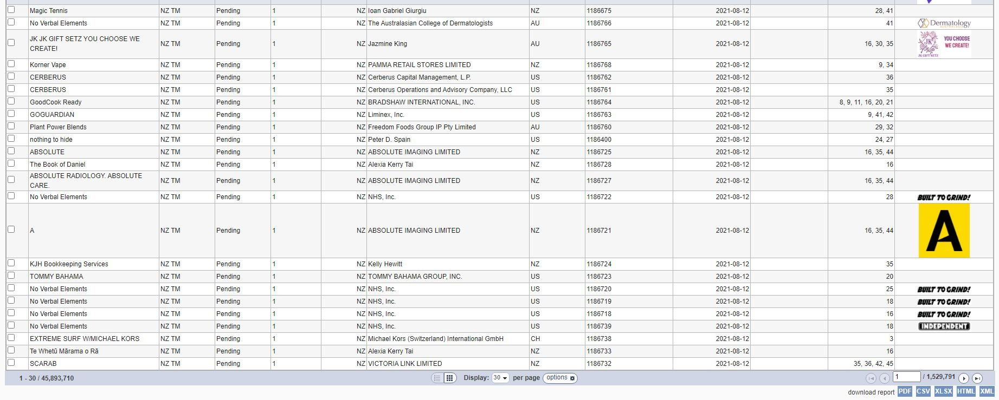 Magic Tennis NZ TM Pending 1 NZ Ioan Gabriel Giurgiu NZ 1186675 2021-08-12 28, 41
No Verbal Elements NZ TM Pending 1 NZ The Australasian College of Dermatologists AU 1186766 2021-08-12 41 Dermatology
JK JK GIFT SETZ YOU CHOOSE WE
CREATE! NZ TM Pending 1 NZ Jazmine King AU 1186765 2021-08-12 16, 30, 35 JK JK GIFT SETZ YOU CHOOSE WE CREATE!
Korner Vape NZ TM Pending 1 NZ PAMMA RETAIL STORES LIMITED NZ 1186768 2021-08-12 9, 34
CERBERUS NZ TM Pending 1 NZ Cerberus Capital Management, L.P. US 1186762 2021-08-12 36
CERBERUS NZ TM Pending 1 NZ Cerberus Operations and Advisory Company, LLC US 1186761 2021-08-12 35
GoodCook Ready NZ TM Pending 1 NZ BRADSHAW INTERNATIONAL, INC. US 1186764 2021-08-12 8, 9, 11, 16, 20, 21
GOGUARDIAN NZ TM Pending 1 NZ Liminex, Inc. US 1186763 2021-08-12 9, 41, 42
Plant Power Blends NZ TM Pending 1 NZ Freedom Foods Group IP Pty Limited AU 1186760 2021-08-12 29, 32
nothing to hide NZ TM Pending 1 NZ Peter D. Spain US 1186400 2021-08-12 24, 27
ABSOLUTE NZ TM Pending 1 NZ ABSOLUTE IMAGING LIMITED NZ 1186725 2021-08-12 16, 35, 44
The Book of Daniel NZ TM Pending 1 NZ Alexia Kerry Tai NZ 1186728 2021-08-12 16
ABSOLUTE RADIOLOGY. ABSOLUTE
CARE. NZ TM Pending 1 NZ ABSOLUTE IMAGING LIMITED NZ 1186727 2021-08-12 16, 35, 44
No Verbal Elements NZ TM Pending 1 NZ NHS, Inc. US 1186722 2021-08-12 28 BUILT TO GRIND!
A NZ TM Pending 1 NZ ABSOLUTE IMAGING LIMITED NZ 1186721 2021-08-12 16, 35, 44 A
KJH Bookkeeping Services NZ TM Pending 1 NZ Kelly Hewitt NZ 1186724 2021-08-12 35
TOMMY BAHAMA NZ TM Pending 1 NZ TOMMY BAHAMA GROUP, INC. US 1186723 2021-08-12 20
No Verbal Elements NZ TM Pending 1 NZ NHS, Inc. US 1186720 2021-08-12 25 BUILT TO GRIND!
No Verbal Elements NZ TM Pending 1 NZ NHS, Inc. US 1186719 2021-08-12 18 BUILT TO GRIND!
No Verbal Elements NZ TM Pending 1 NZ NHS, Inc. US 1186718 2021-08-12 16 BUILT TO GRIND!
No Verbal Elements NZ TM Pending 1 NZ NHS, Inc. US 1186739 2021-08-12 18 INDEPENDENT
EXTREME SURF W/MICHAEL KORS NZ TM Pending 1 NZ Michael Kors (Switzerland) International GmbH CH 1186738 2021-08-12 3
Te Whetū Mārama o Rā NZ TM Pending 1 NZ Alexia Kerry Tai NZ 1186733 2021-08-12 16
SCARAB NZ TM Pending 1 NZ VICTORIA LINK LIMITED NZ 1186732 2021-08-12 35, 36, 42, 45
1 - 30 / 45,893,710 Display: 30 per page options 1 / 1,529,791
download report PDF CSV XLSX HTML XML